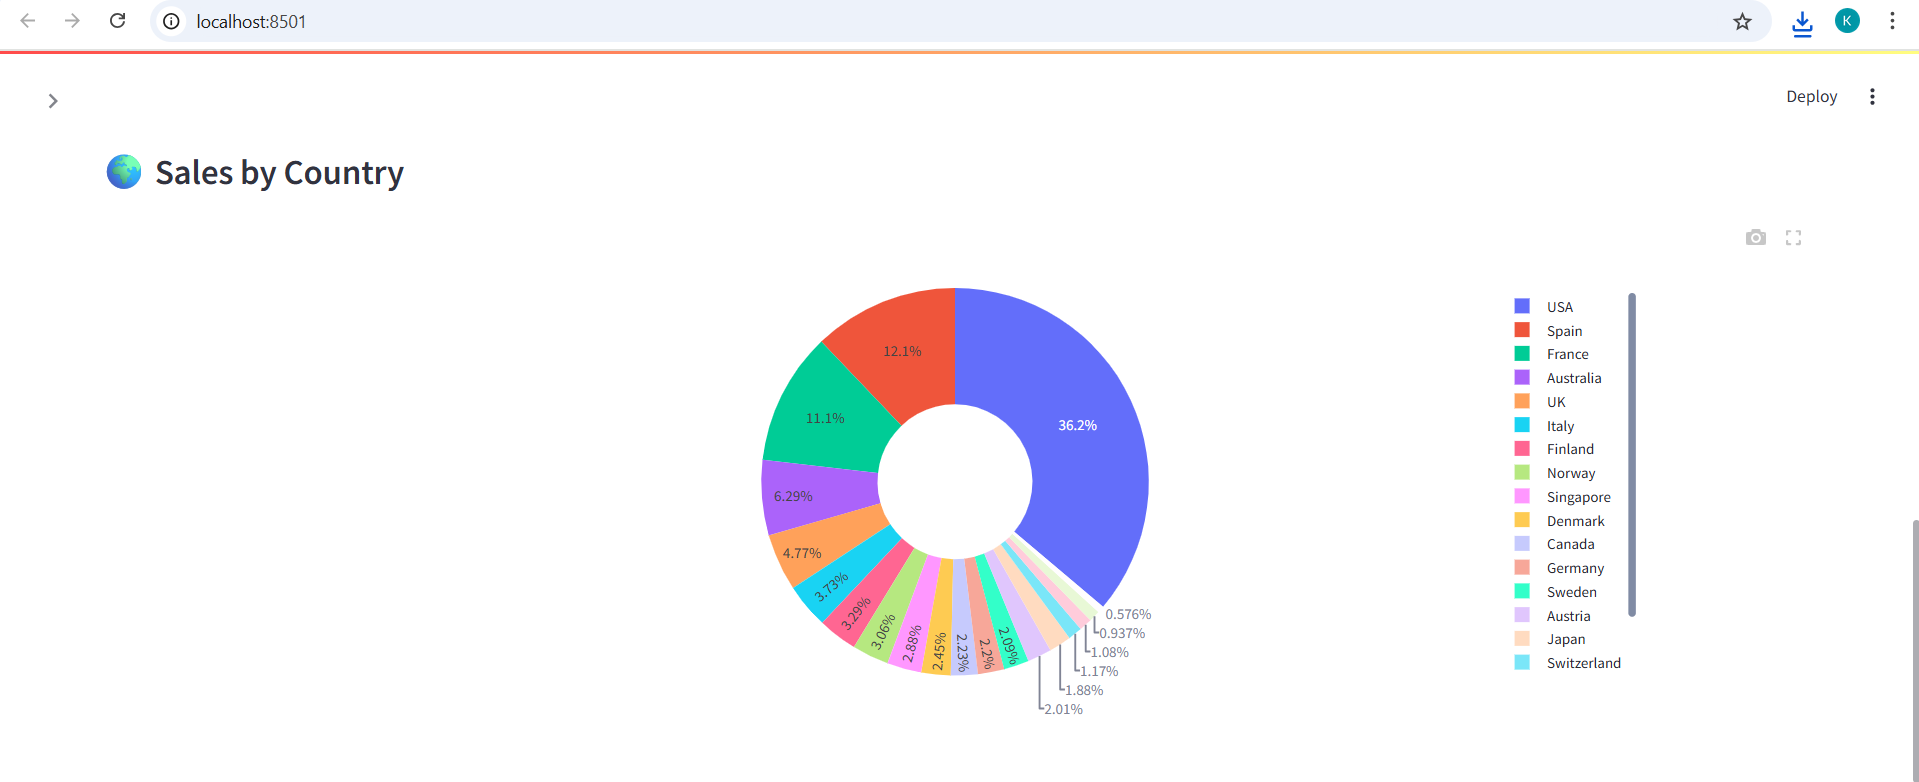 localhost:8501
K
Deploy
Sales by Country
12.1%
36.2%
11.1%
6.29%
4.77%
3.73%
3.29%
3.06%
2.88%
2.45%
2.23%
2.2%
2.09%
0.576%
0.937%
1.08%
1.17%
1.88%
2.01%
USA
Spain
France
Australia
UK
Italy
Finland
Norway
Singapore
Denmark
Canada
Germany
Sweden
Austria
Japan
Switzerland